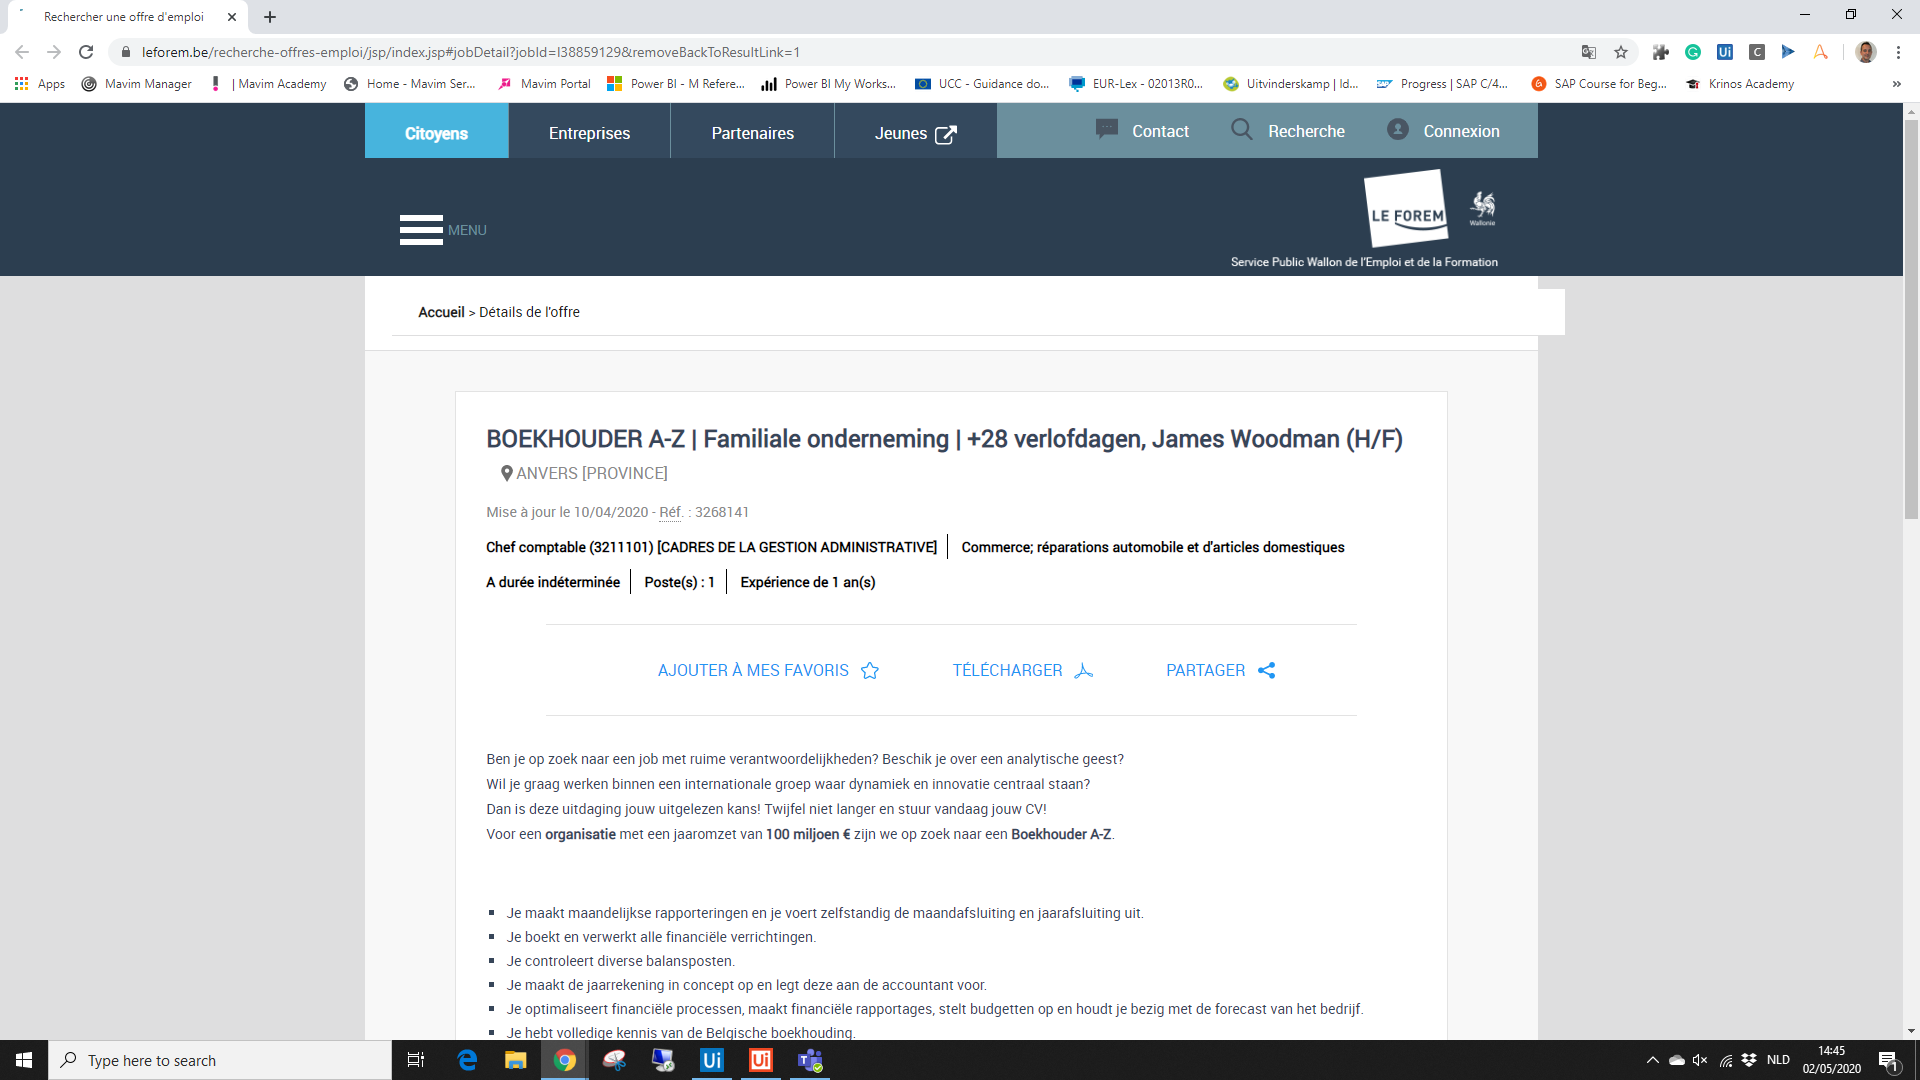 Rechercher une offre d'emploi
leforem.be/recherche-offres-emploi/jsp/index.jsp#jobDetail?jobId=I38859129&removeBackToResultLink=1
Apps Mavim Manager | Mavim Academy Home - Mavim Ser... Mavim Portal Power BI - M Refere... Power BI My Works... UCC - Guidance do... EUR-Lex - 02013R0... Uitvinderskamp | Id... Progress | SAP C/4... SAP Course for Beg... Krinos Academy »
Citoyens Entreprises Partenaires Jeunes Contact Recherche Connexion
MENU
LE FOREM
Wallonie
Service Public Wallon de l'Emploi et de la Formation
Accueil > Détails de l'offre
BOEKHOUDER A-Z | Familiale onderneming | +28 verlofdagen, James Woodman (H/F)
ANVERS [PROVINCE]
Mise à jour le 10/04/2020 - Réf. : 3268141
Chef comptable (3211101) [CADRES DE LA GESTION ADMINISTRATIVE] Commerce; réparations automobile et d'articles domestiques
A durée indéterminée Poste(s) : 1 Expérience de 1 an(s)
AJOUTER À MES FAVORIS TÉLÉCHARGER PARTAGER
Ben je op zoek naar een job met ruime verantwoordelijkheden? Beschik je over een analytische geest?
Wil je graag werken binnen een internationale groep waar dynamiek en innovatie centraal staan?
Dan is deze uitdaging jouw uitgelezen kans! Twijfel niet langer en stuur vandaag jouw CV!
Voor een organisatie met een jaaromzet van 100 miljoen € zijn we op zoek naar een Boekhouder A-Z.
Je maakt maandelijkse rapporteringen en je voert zelfstandig de maandafsluiting en jaarafsluiting uit.
Je boekt en verwerkt alle financiële verrichtingen.
Je controleert diverse balansposten.
Je maakt de jaarrekening in concept op en legt deze aan de accountant voor.
Je optimaliseert financiële processen, maakt financiële rapportages, stelt budgetten op en houdt je bezig met de forecast van het bedrijf.
Je hebt volledige kennis van de Belgische boekhouding.
Type here to search
Ui Ui NLD
14:45
02/05/2020
1